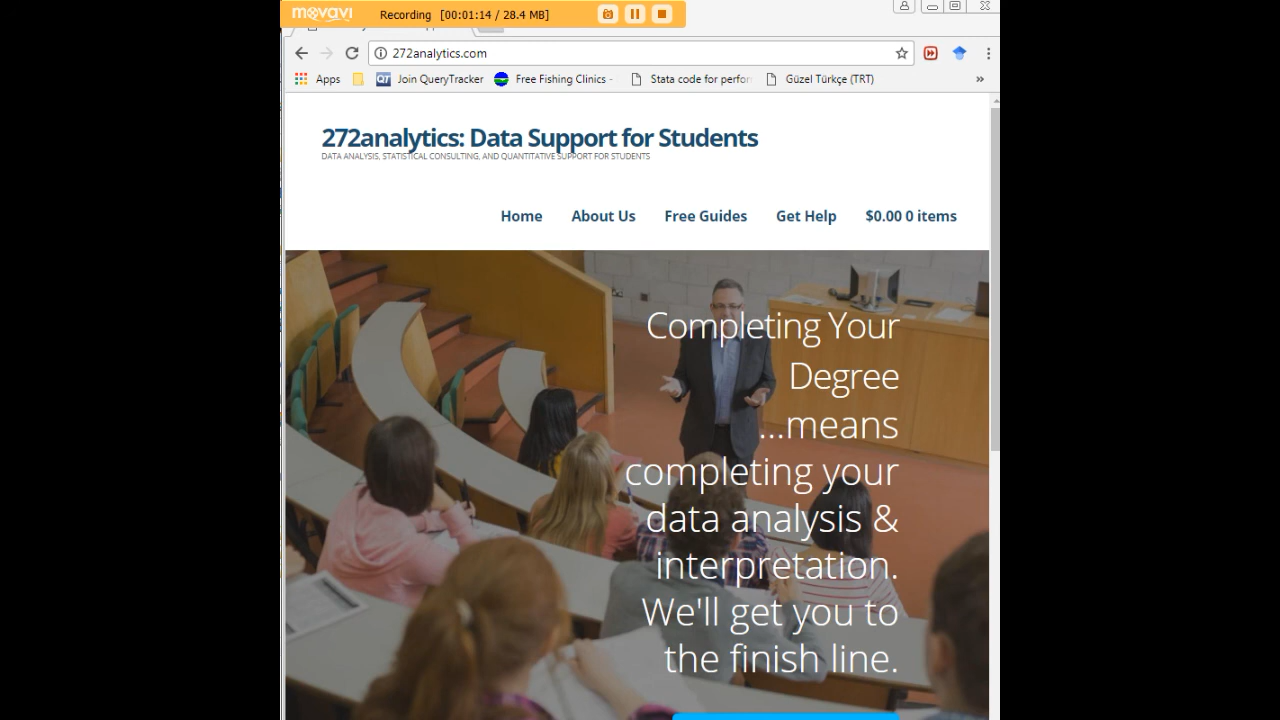 movavi Recording [00:01:14 / 28.4 MB]
272analytics.com
Apps QT Join QueryTracker Free Fishing Clinics - Stata code for perfor Güzel Türkçe (TRT) »
272analytics: Data Support for Students
DATA ANALYSIS, STATISTICAL CONSULTING, AND QUANTITATIVE SUPPORT FOR STUDENTS
Home About Us Free Guides Get Help $0.00 0 items
Completing Your
Degree
...means
completing your
data analysis &
interpretation.
We'll get you to
the finish line.